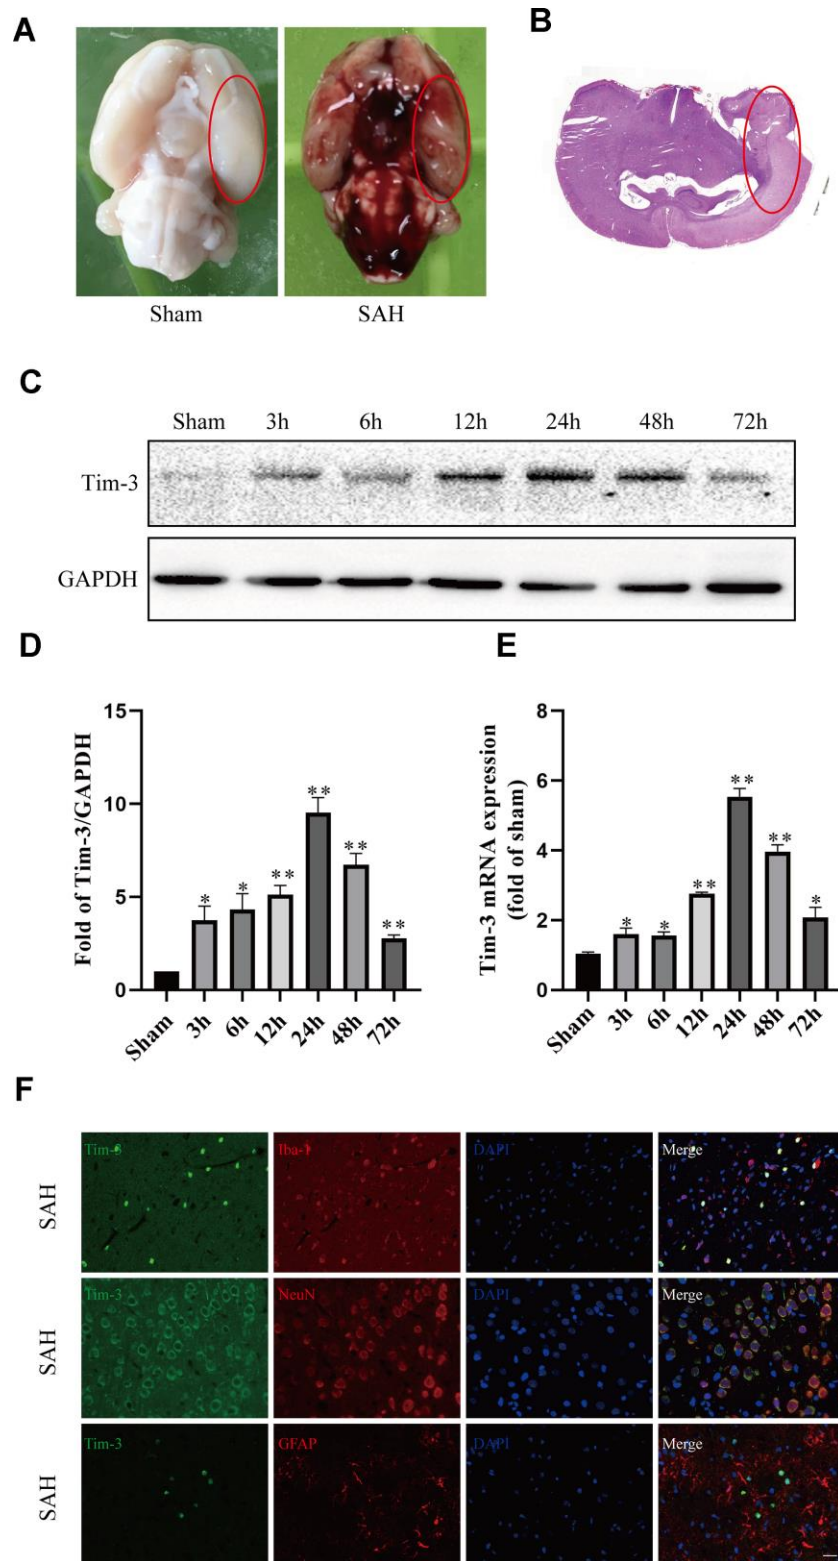 A
B
Sham
SAH
C
Sham 3h 6h 12h 24h 48h 72h
Tim-3
GAPDH
D
Fold of Tim-3/GAPDH
15
10
5
0
*
*
**
**
**
**
Sham 3h 6h 12h 24h 48h 72h
E
Tim-3 mRNA expression
(fold of sham)
8
6
4
2
0
*
*
**
**
**
*
Sham 3h 6h 12h 24h 48h 72h
F
SAH
Tim-3 Iba-1 DAPI Merge
SAH
Tim-3 NeuN DAPI Merge
SAH
Tim-3 GFAP DAPI Merge